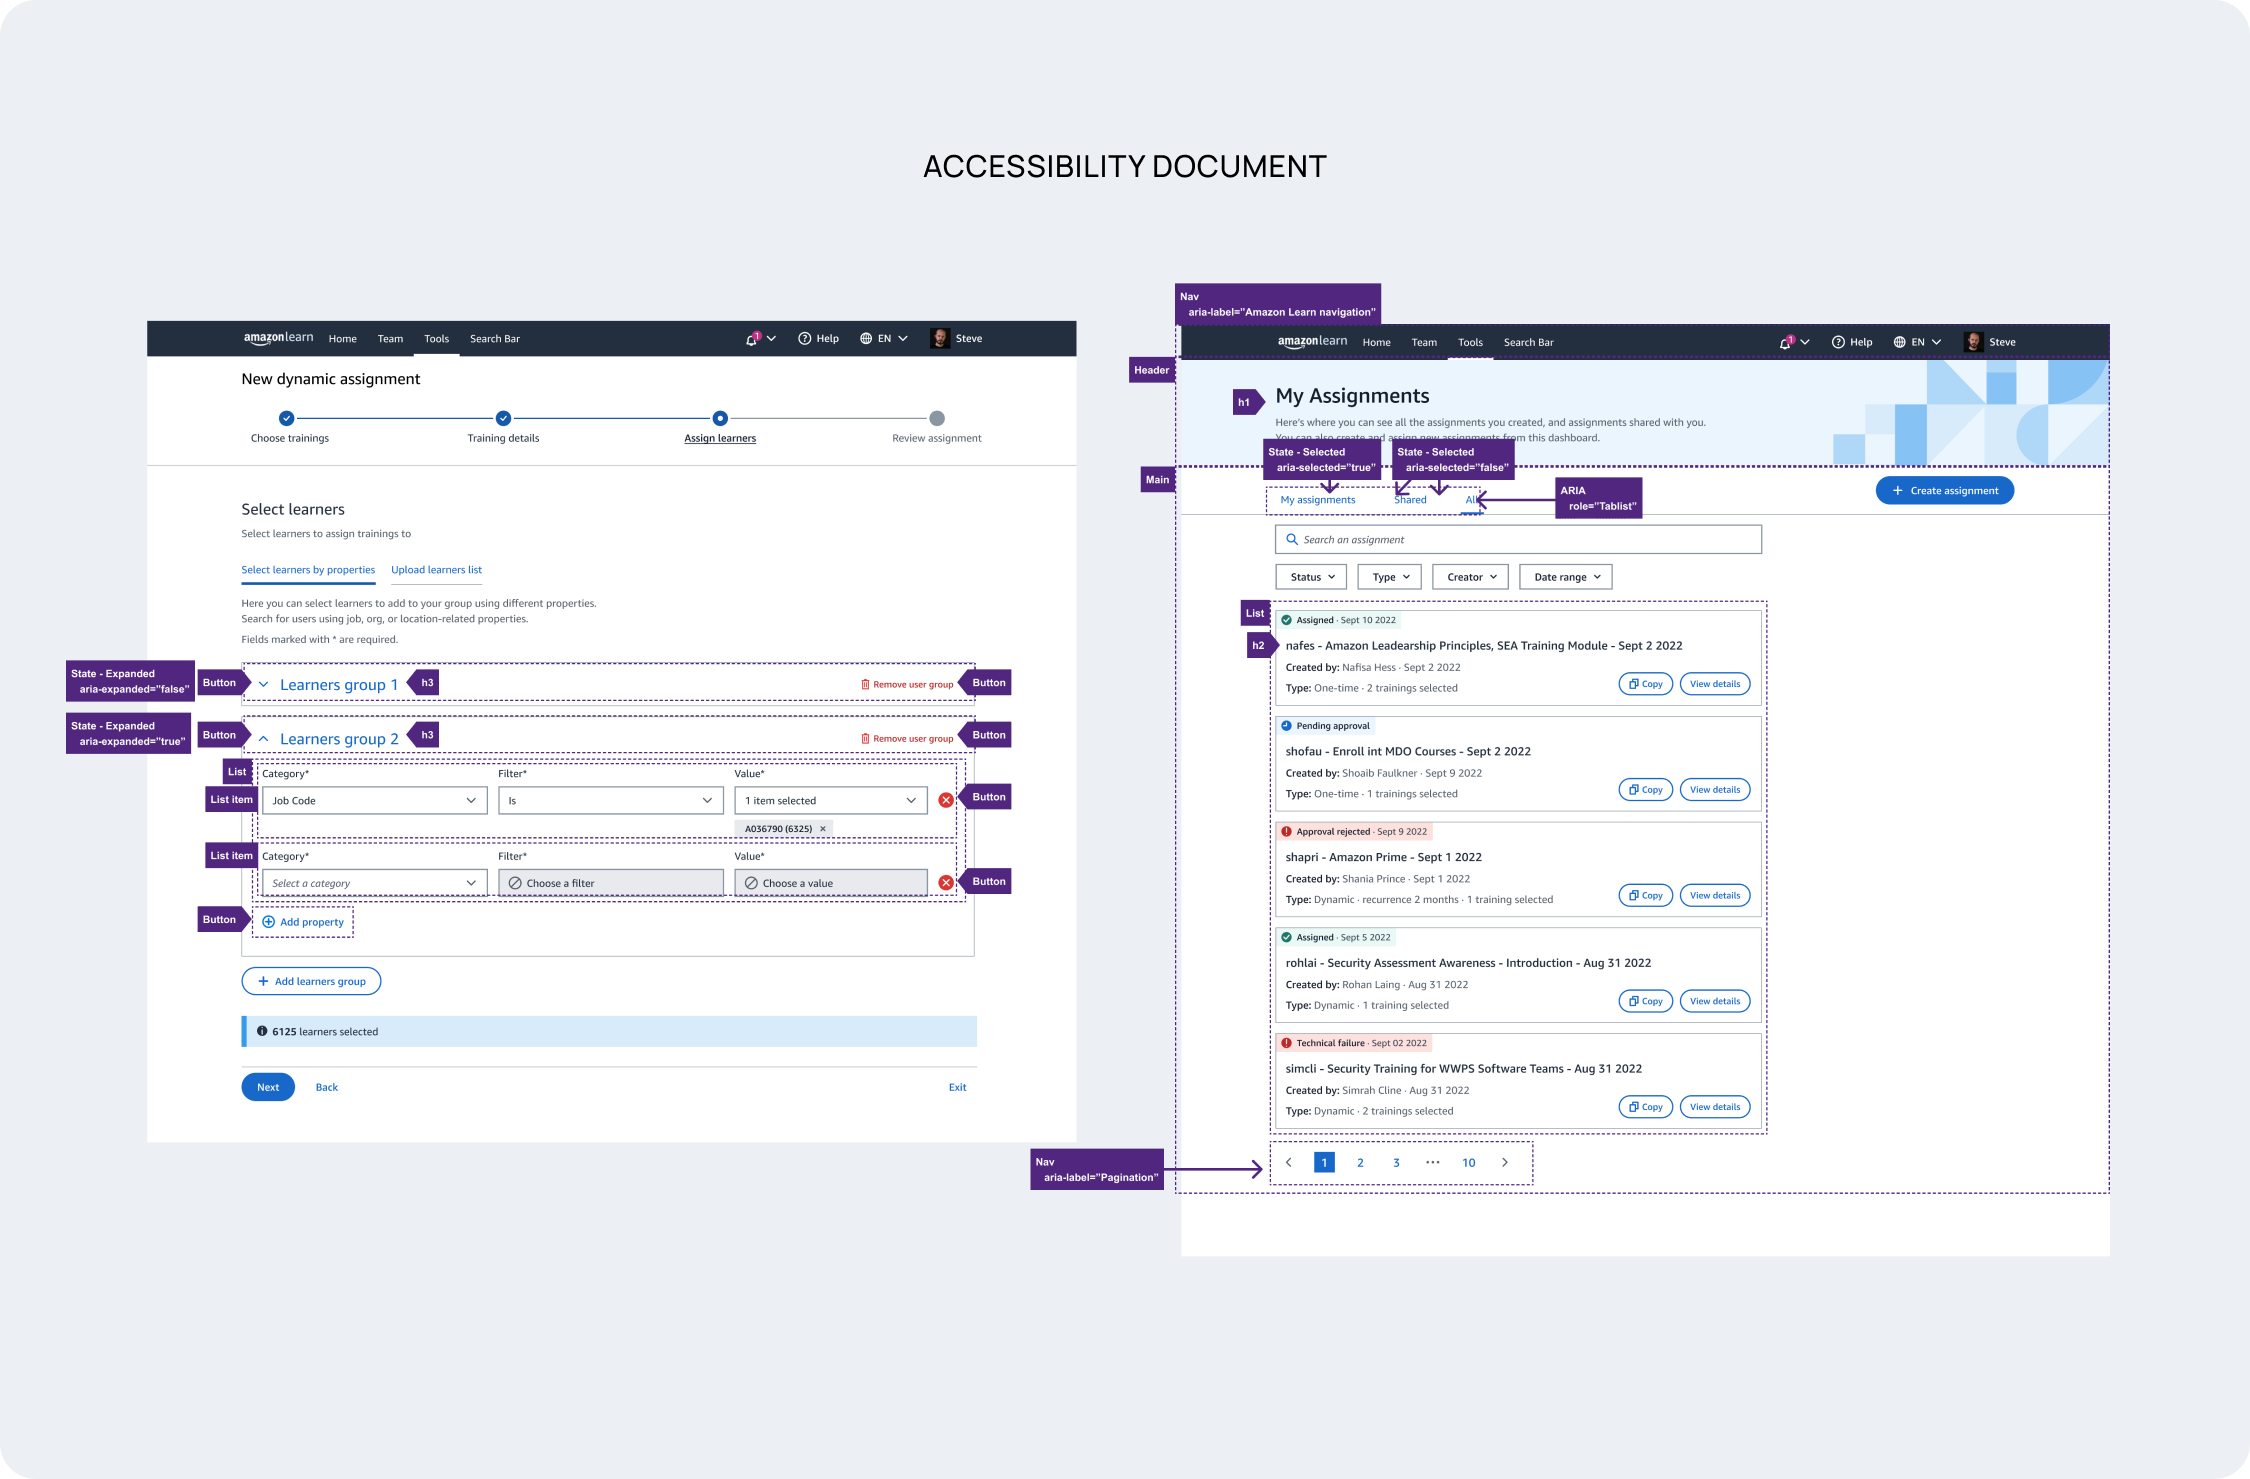 ACCESSIBILITY DOCUMENT
amazonlearn Home Team Tools Search Bar 1 Help EN Steve
New dynamic assignment
Choose trainings Training details Assign learners Review assignment
Select learners
Select learners to assign trainings to
Select learners by properties Upload learners list
Here you can select learners to add to your group using different properties.
Search for users using job, org, or location-related properties.
Fields marked with * are required.
State - Expanded
aria-expanded="false"
Button Learners group 1 h3 Remove user group Button
State - Expanded
aria-expanded="true"
Button Learners group 2 h3 Remove user group Button
List
Category* Filter* Value*
List item Job Code Is 1 item selected Button
A036790 (6325) ×
List item Category* Filter* Value*
Select a category Choose a filter Choose a value Button
Button Add property
+ Add learners group
6125 learners selected
Next Back Exit
Nav
aria-label="Amazon Learn navigation"
amazonlearn Home Team Tools Search Bar 1 Help EN Steve
Header
h1 My Assignments
Here's where you can see all the assignments you created, and assignments shared with you.
You can also create and assign new assignments from this dashboard.
State - Selected
aria-selected="true"
State - Selected
aria-selected="false"
Main
My assignments Shared All
ARIA
role="Tablist"
+ Create assignment
Search an assignment
Status Type Creator Date range
List
Assigned · Sept 10 2022
h2 nafes - Amazon Leadearship Principles, SEA Training Module - Sept 2 2022
Created by: Nafisa Hess · Sept 2 2022
Type: One-time · 2 trainings selected
Copy View details
Pending approval
shofau - Enroll int MDO Courses - Sept 2 2022
Created by: Shoaib Faulkner · Sept 9 2022
Type: One-time · 1 trainings selected
Copy View details
Approval rejected · Sept 9 2022
shapri - Amazon Prime - Sept 1 2022
Created by: Shania Prince · Sept 1 2022
Type: Dynamic · recurrence 2 months · 1 training selected
Copy View details
Assigned · Sept 5 2022
rohlai - Security Assessment Awareness - Introduction - Aug 31 2022
Created by: Rohan Laing · Aug 31 2022
Type: Dynamic · 1 training selected
Copy View details
Technical failure · Sept 02 2022
simcli - Security Training for WWPS Software Teams - Aug 31 2022
Created by: Simrah Cline · Aug 31 2022
Type: Dynamic · 2 trainings selected
Copy View details
Nav
aria-label="Pagination"
1 2 3 ··· 10